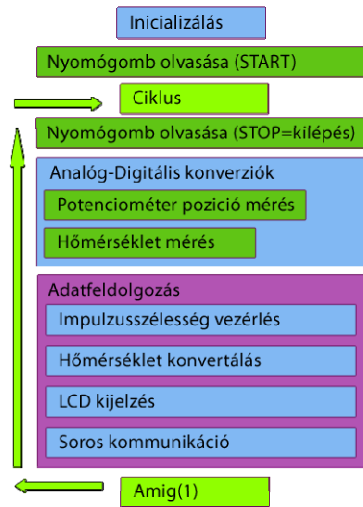 Inicializálás
Nyomógomb olvasása (START)
Ciklus
Nyomógomb olvasása (STOP=kilépés)
Analóg-Digitális konverziók
Potenciométer pozició mérés
Hőmérséklet mérés
Adatfeldolgozás
Impulzusszélesség vezérlés
Hőmérséklet konvertálás
LCD kijelzés
Soros kommunikáció
Amig(1)